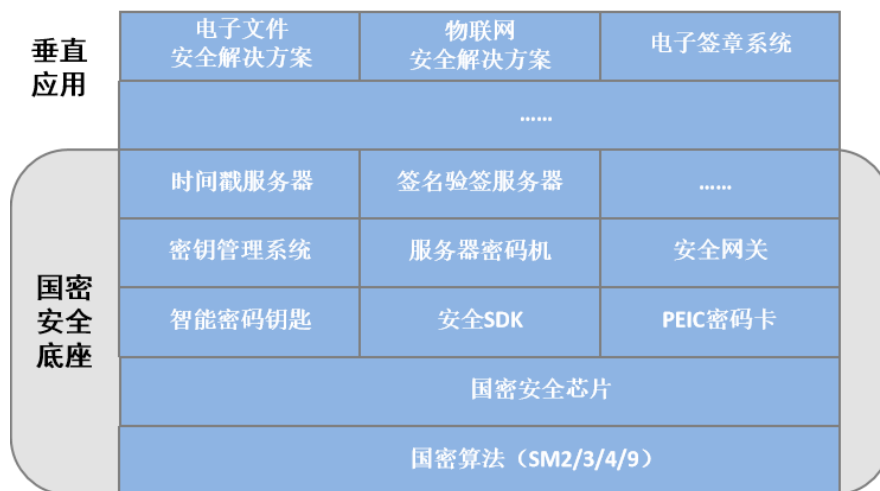 垂直
应用
电子文件
安全解决方案
物联网
安全解决方案
电子签章系统
……
国密
安全
底座
时间戳服务器
签名验签服务器
……
密钥管理系统
服务器密码机
安全网关
智能密码钥匙
安全SDK
PEIC密码卡
国密安全芯片
国密算法（SM2/3/4/9）